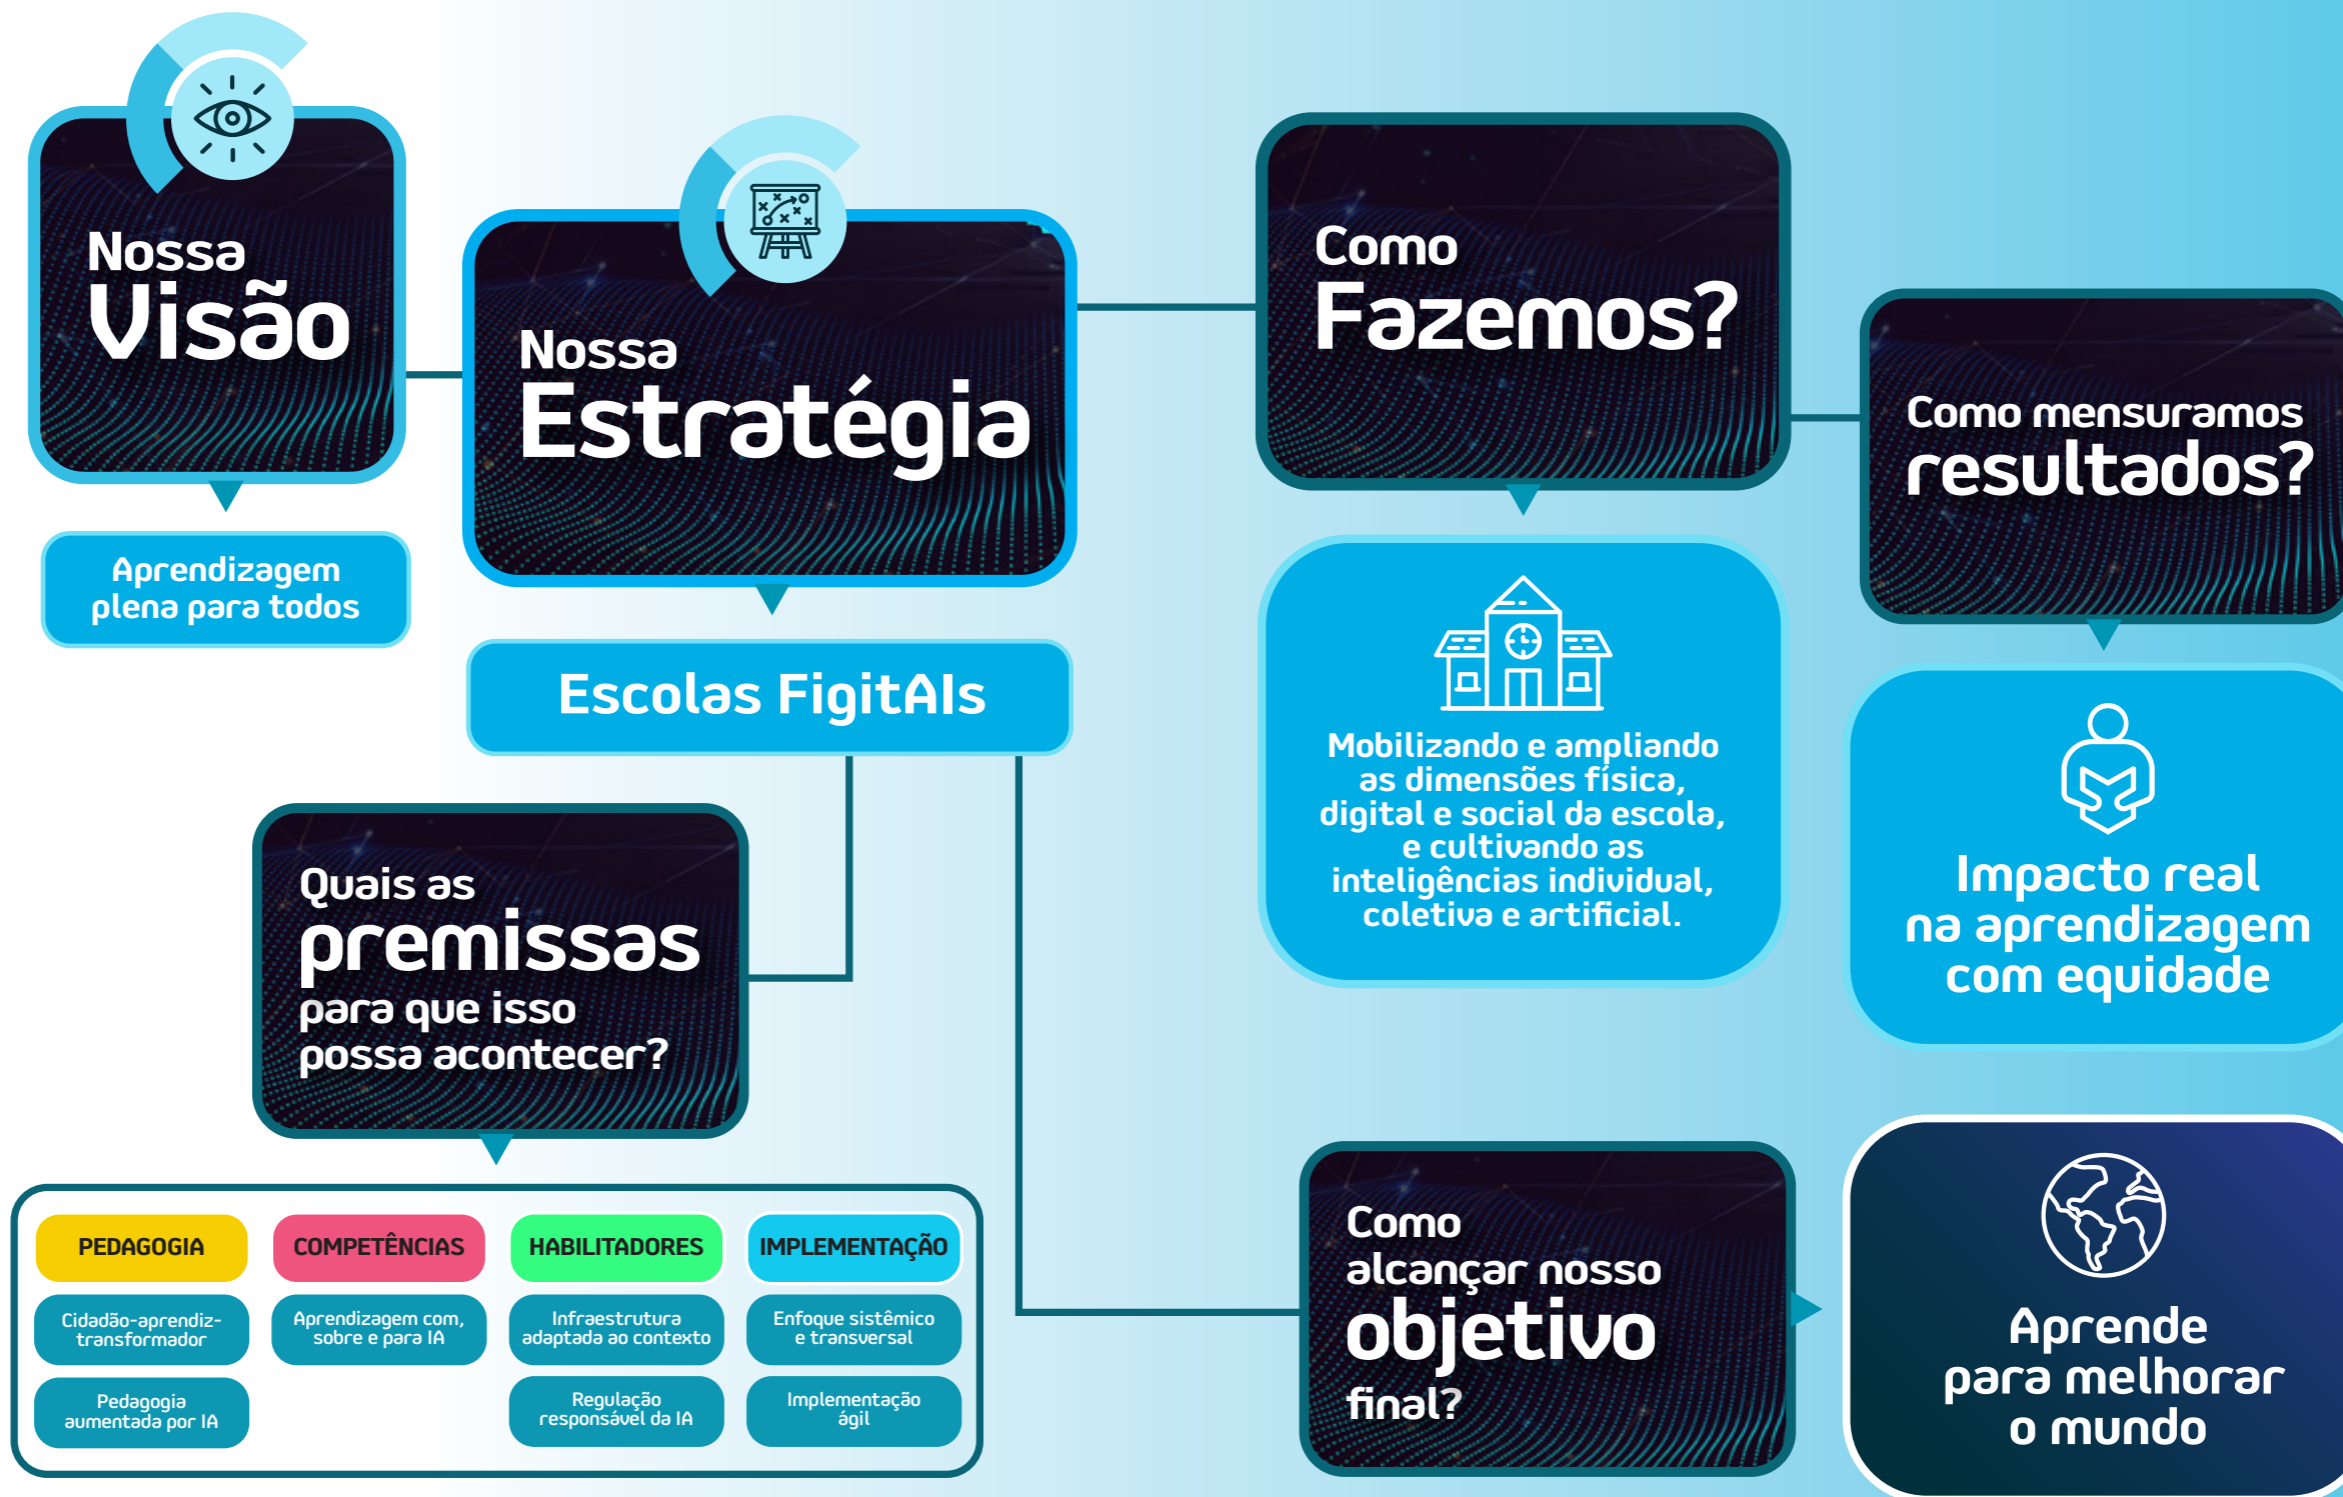 Nossa
Visão
Aprendizagem
plena para todos
Nossa
Estratégia
Escolas FigitAIs
Como
Fazemos?
Mobilizando e ampliando
as dimensões física,
digital e social da escola,
e cultivando as
inteligências individual,
coletiva e artificial.
Como mensuramos
resultados?
Impacto real
na aprendizagem
com equidade
Quais as
premissas
para que isso
possa acontecer?
PEDAGOGIA
Cidadão-aprendiz-
transformador
Pedagogia
aumentada por IA
COMPETÊNCIAS
Aprendizagem com,
sobre e para IA
HABILITADORES
Infraestrutura
adaptada ao contexto
Regulação
responsável da IA
IMPLEMENTAÇÃO
Enfoque sistêmico
e transversal
Implementação
ágil
Como
alcançar nosso
objetivo
final?
Aprende
para melhorar
o mundo